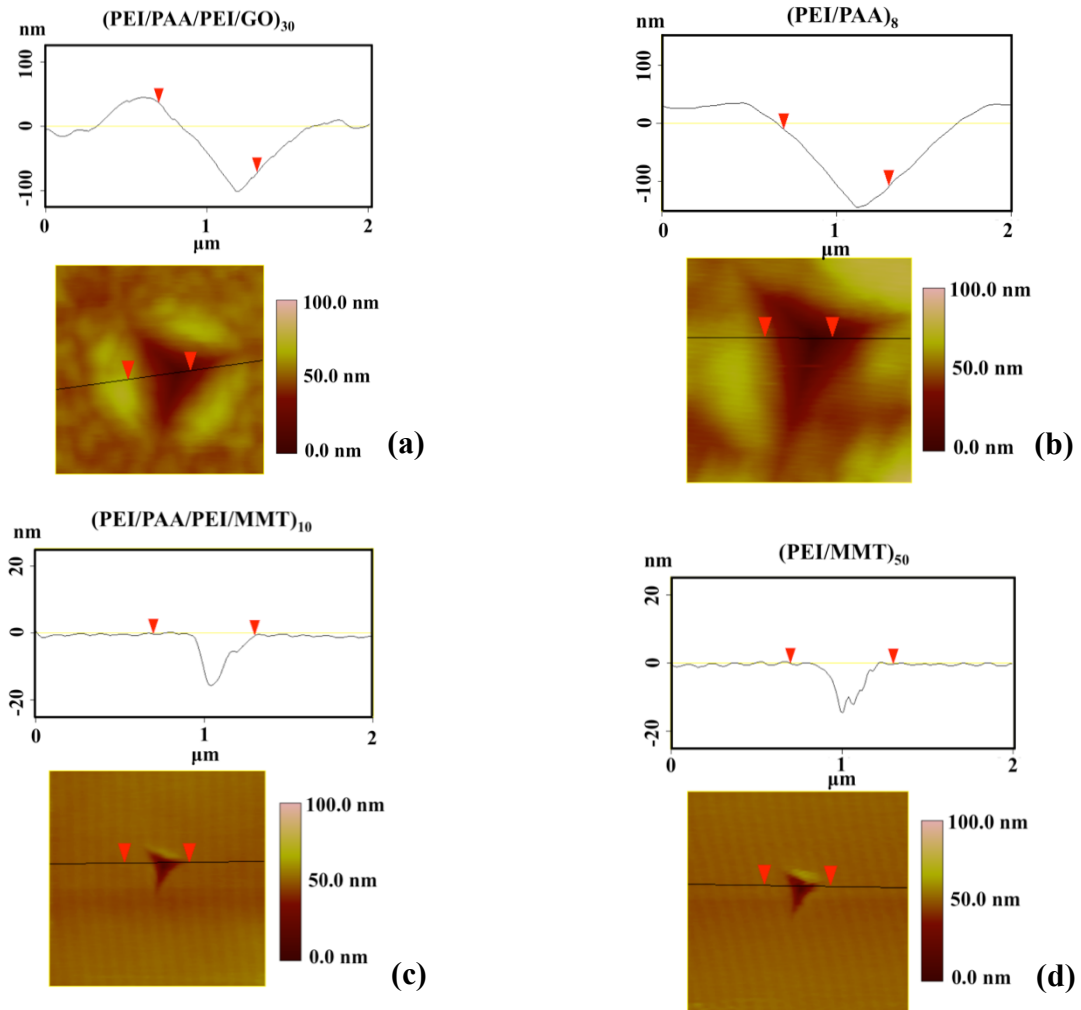 (PEI/PAA/PEI/GO)30
nm
100
0
-100
0
1
2
µm
100.0 nm
50.0 nm
0.0 nm
(a)
(PEI/PAA)8
nm
100
0
-100
0
1
2
µm
100.0 nm
50.0 nm
0.0 nm
(b)
(PEI/PAA/PEI/MMT)10
nm
20
0
-20
0
1
2
µm
100.0 nm
50.0 nm
0.0 nm
(c)
(PEI/MMT)50
nm
20
0
-20
0
1
2
µm
100.0 nm
50.0 nm
0.0 nm
(d)